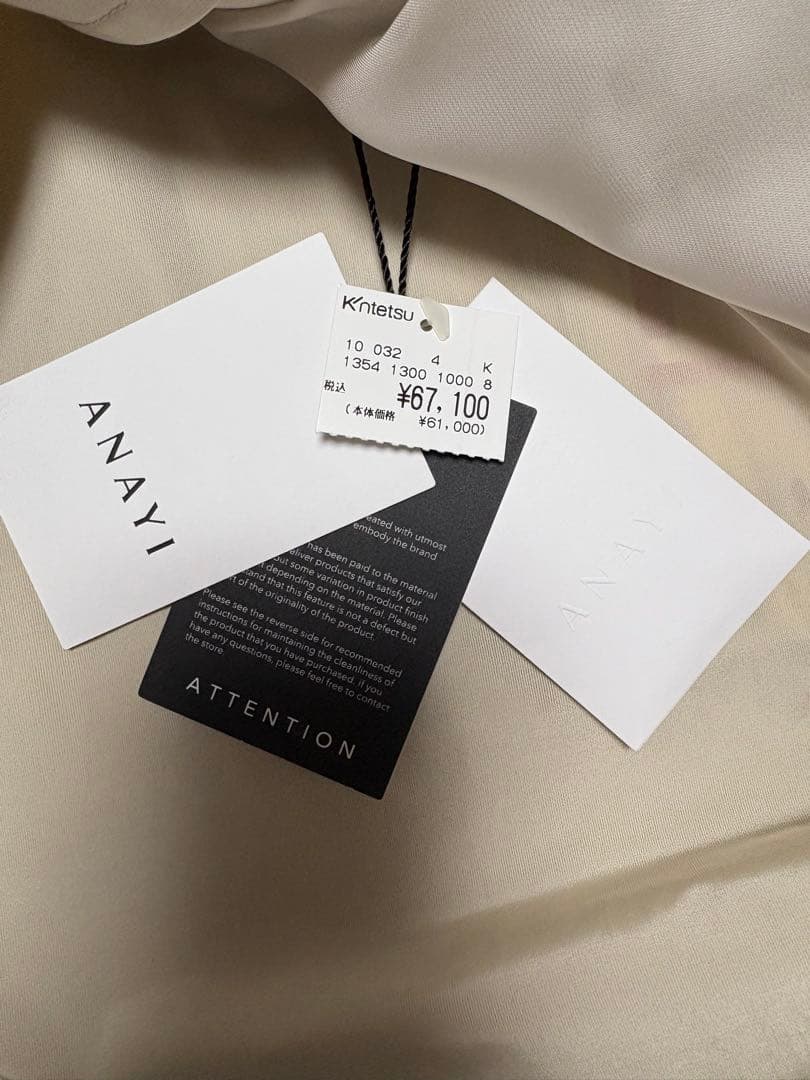 Kintetsu
10 032 4 K
1354 1300 1000 8
税込 ¥67,100
(本体価格 ¥61,000)
ANAYI
eated with utmost
embody the brand
has been paid to the material
eliver products that satisfy our
out some variation in product finish
depending on the material. Please
stand that this feature is not a defect but
of the originality of the product.
Please see the reverse side for recommended
instructions for maintaining the cleanliness of
the product that you have purchased. if you
have any questions, please feel free to contact
the store.
ATTENTION
ANAY